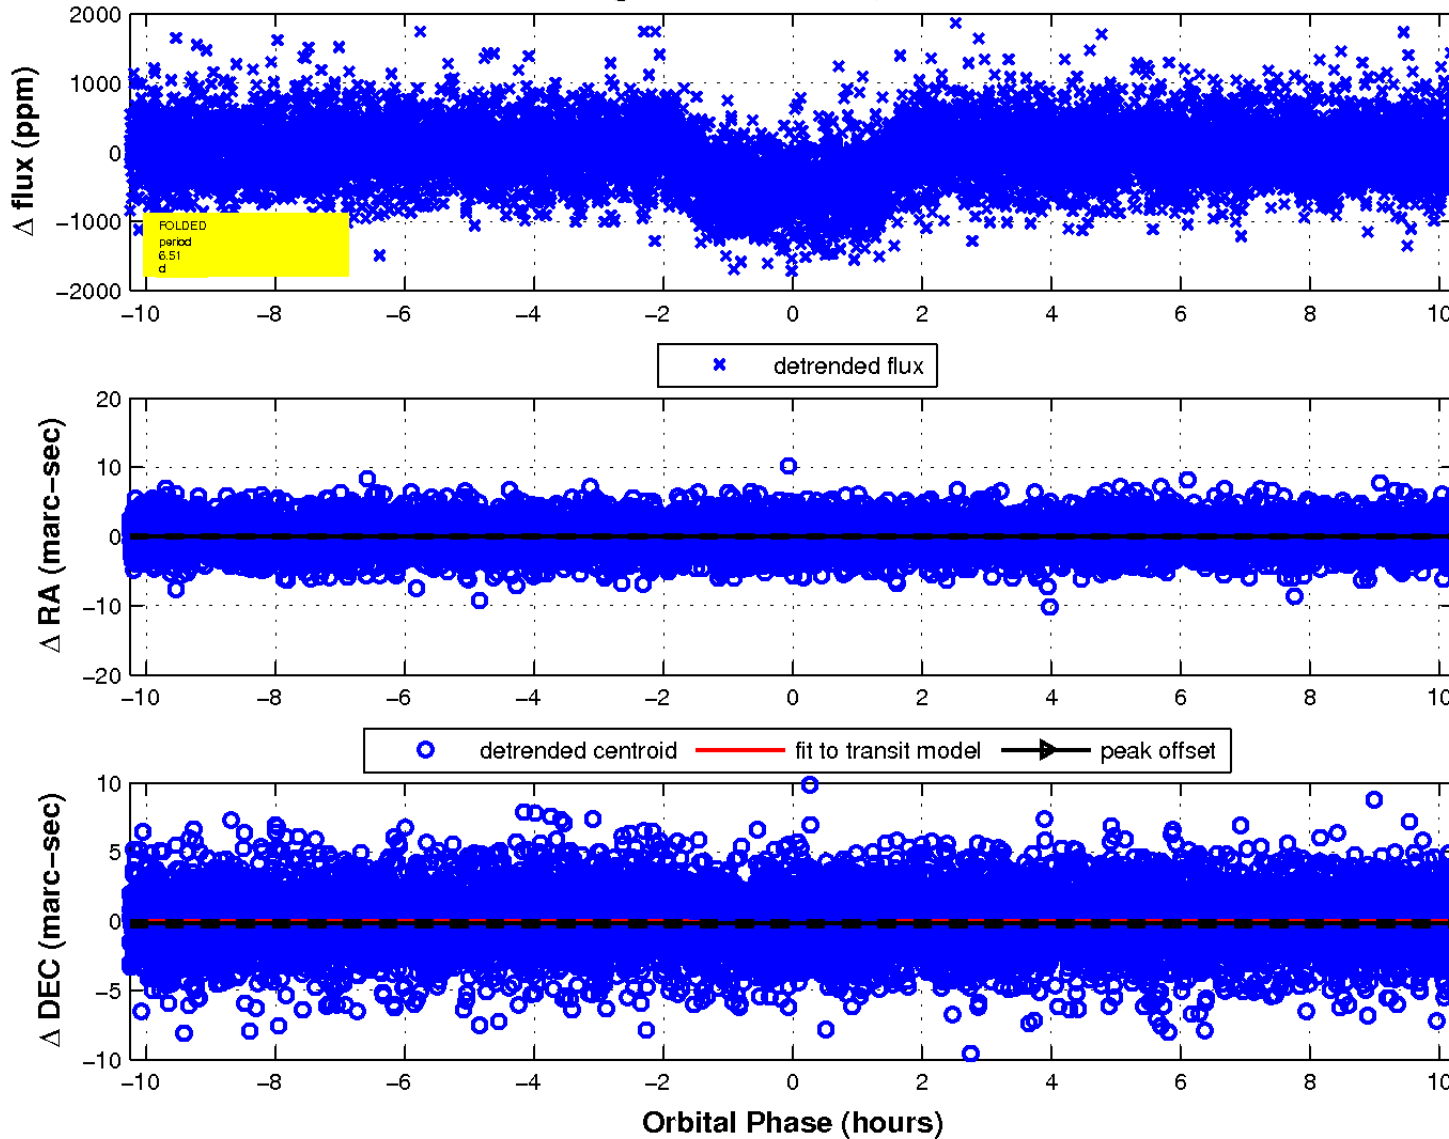 2000
1000
0
−1000
−2000
Δ flux (ppm)
FOLDED
period
6.51
d
−10 −8 −6 −4 −2 0 2 4 6 8 10
detrended flux
20
10
0
−10
−20
Δ RA (marc−sec)
−10 −8 −6 −4 −2 0 2 4 6 8 10
detrended centroid fit to transit model peak offset
10
5
0
−5
−10
Δ DEC (marc−sec)
−10 −8 −6 −4 −2 0 2 4 6 8 10
Orbital Phase (hours)